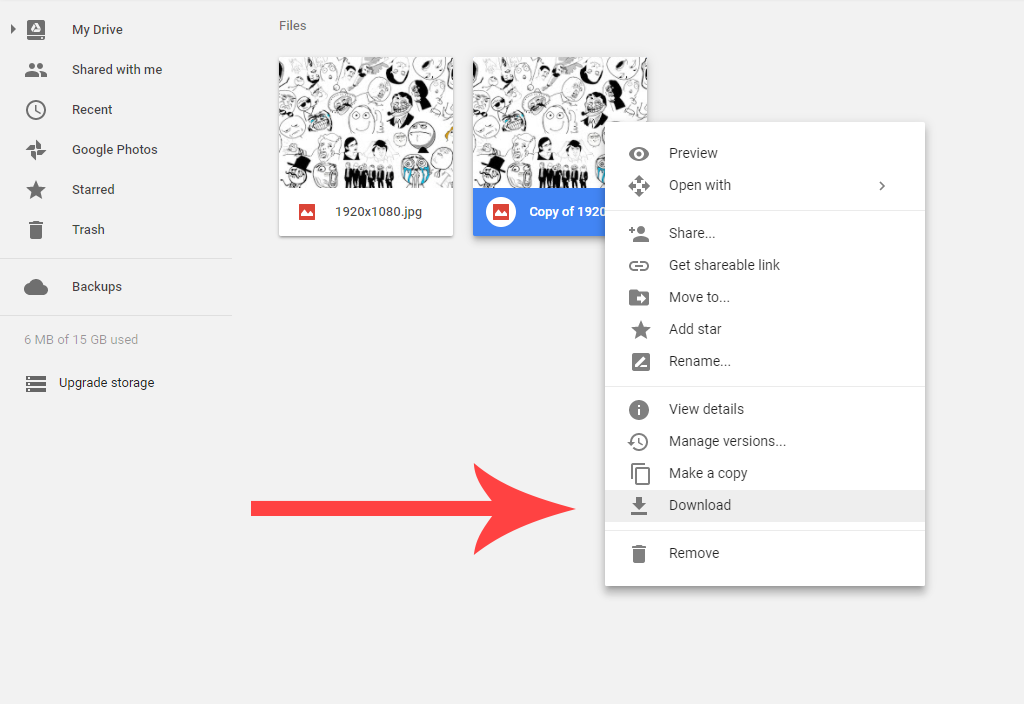 My Drive
Shared with me
Recent
Google Photos
Starred
Trash
Backups
6 MB of 15 GB used
Upgrade storage
Files
1920x1080.jpg
Copy of 1920
Preview
Open with
Share...
Get shareable link
Move to...
Add star
Rename...
View details
Manage versions...
Make a copy
Download
Remove